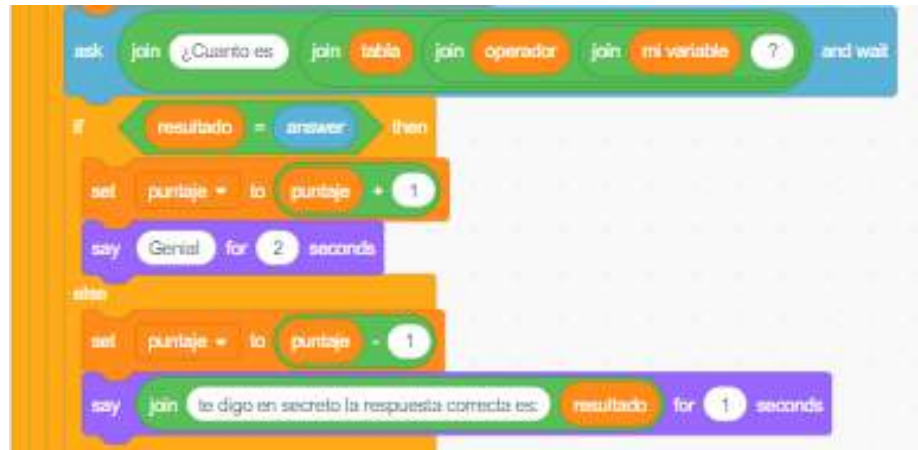 ask join ¿Cuanto es join tabla join operador join mi variable ? and wait
if resultado = answer then
set puntaje to puntaje + 1
say Genial for 2 seconds
else
set puntaje to puntaje - 1
say join te digo en secreto la respuesta correcta es: resultado for 1 seconds